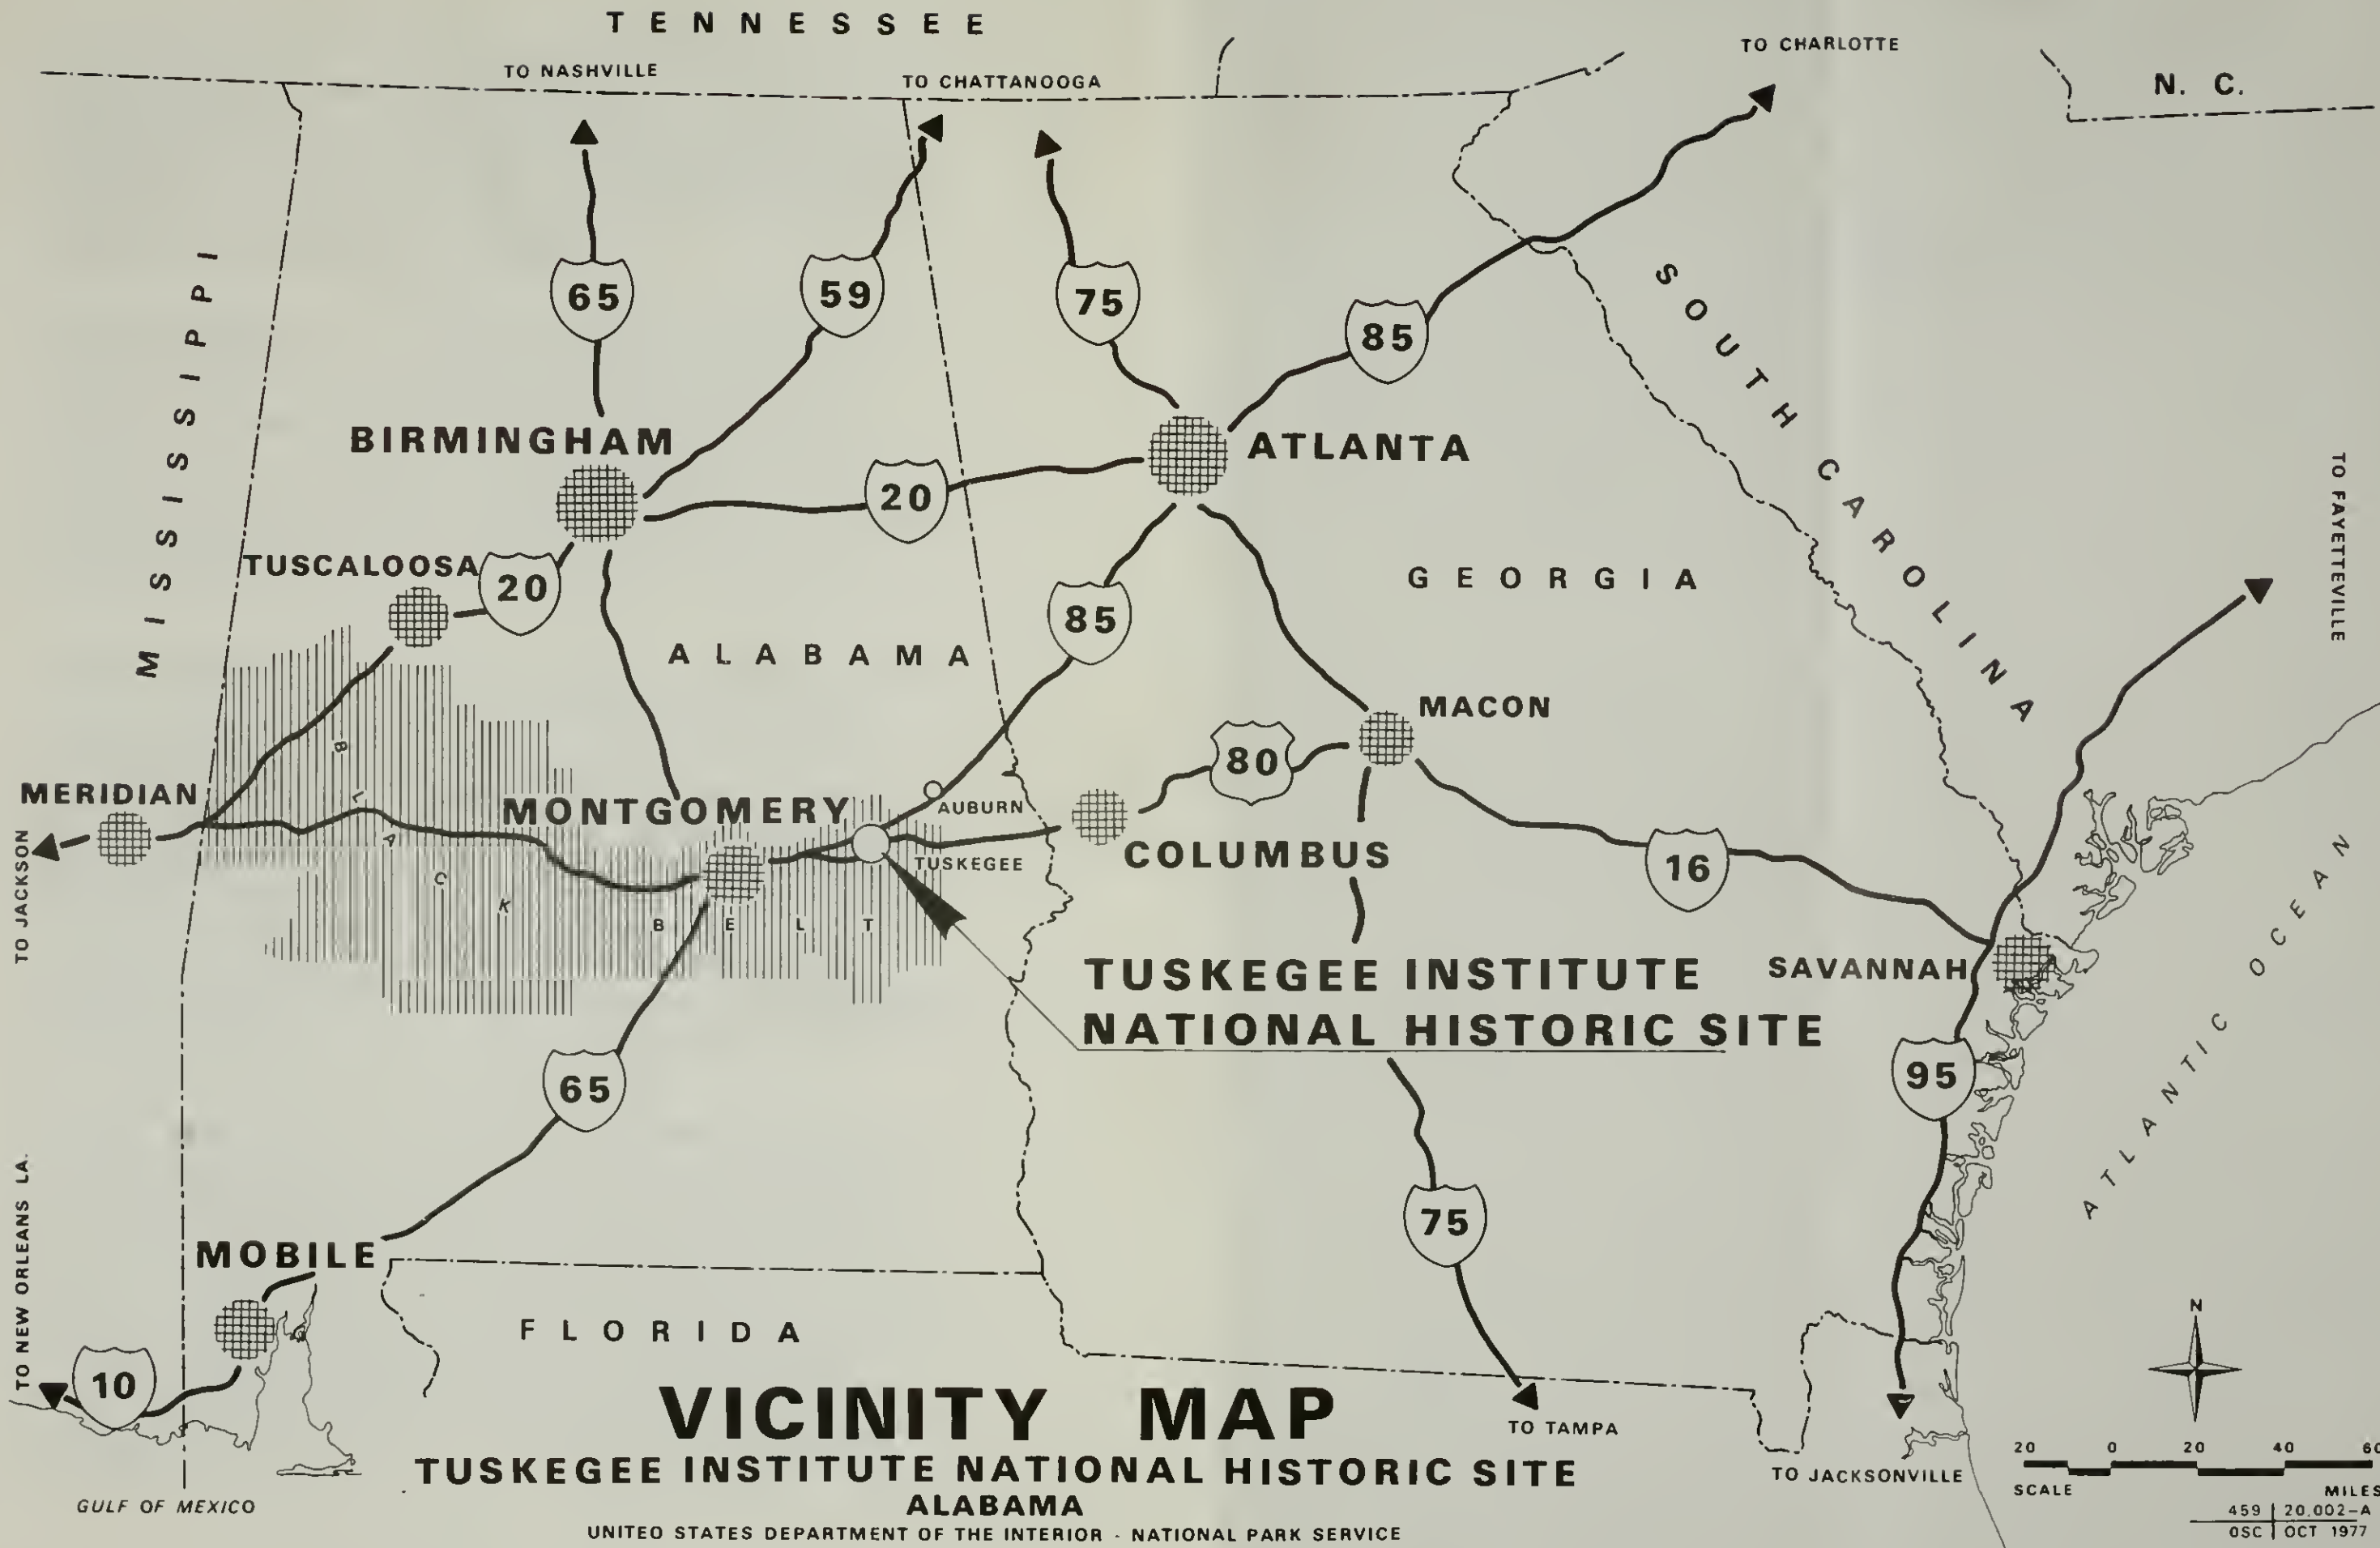 TENNESSEE
TO NASHVILLE
TO CHATTANOOGA
TO CHARLOTTE
N. C.
MISSISSIPPI
65
59
75
85
SOUTH CAROLINA
BIRMINGHAM
ATLANTA
20
TO FAYETTEVILLE
TUSCALOOSA
20
85
GEORGIA
ALABAMA
MACON
80
MERIDIAN
MONTGOMERY
AUBURN
TUSKEGEE
COLUMBUS
16
TO JACKSON
BLACK BELT
TUSKEGEE INSTITUTE
NATIONAL HISTORIC SITE
SAVANNAH
ATLANTIC OCEAN
65
95
75
TO NEW ORLEANS LA.
MOBILE
FLORIDA
10
N
VICINITY MAP
TO TAMPA
TUSKEGEE INSTITUTE NATIONAL HISTORIC SITE
TO JACKSONVILLE
20 0 20 40 60
SCALE MILES
GULF OF MEXICO
ALABAMA
UNITED STATES DEPARTMENT OF THE INTERIOR - NATIONAL PARK SERVICE
459 20,002-A
OSC OCT 1977